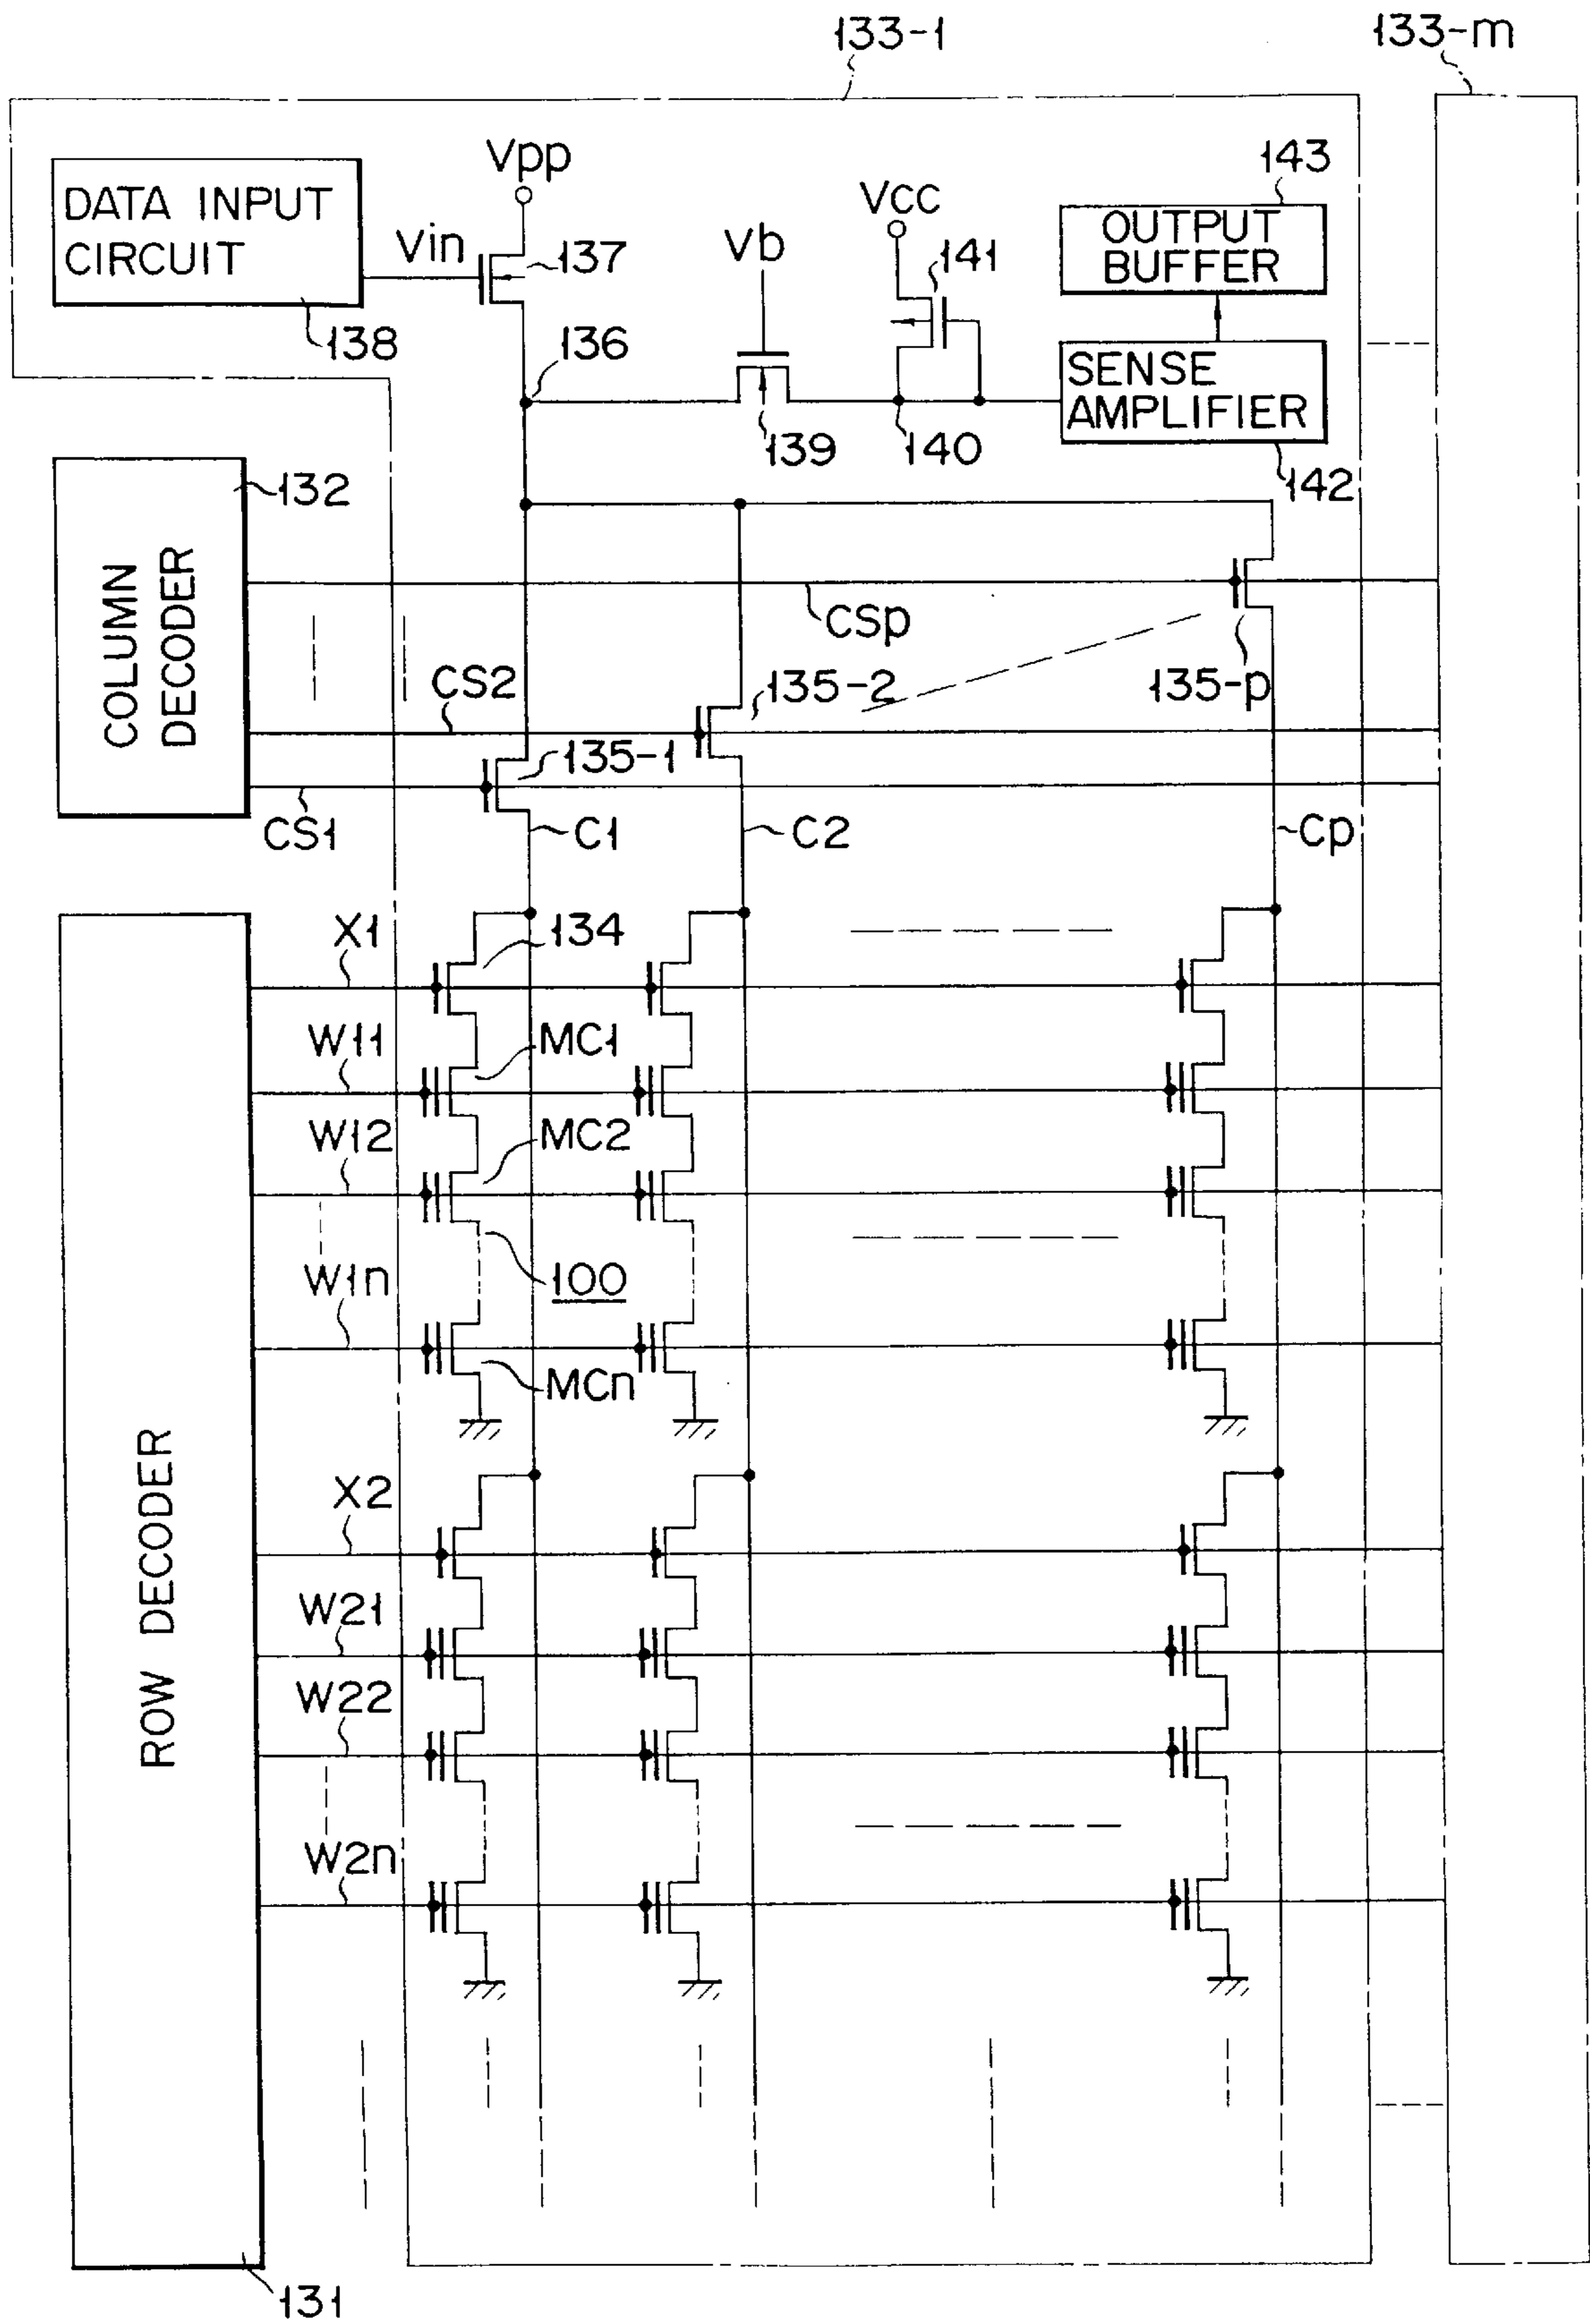 133-1
133-m
Vpp
143
DATA INPUT
CIRCUIT
Vin
137
Vb
VCC
141
OUTPUT
BUFFER
138
136
SENSE
AMPLIFIER
139
140
142
132
COLUMN
DECODER
CSp
CS2
135-2
135-p
135-1
CS1
C1
C2
Cp
X1
134
W11
MC1
W12
MC2
W1n
100
MCn
ROW DECODER
X2
W21
W22
W2n
131